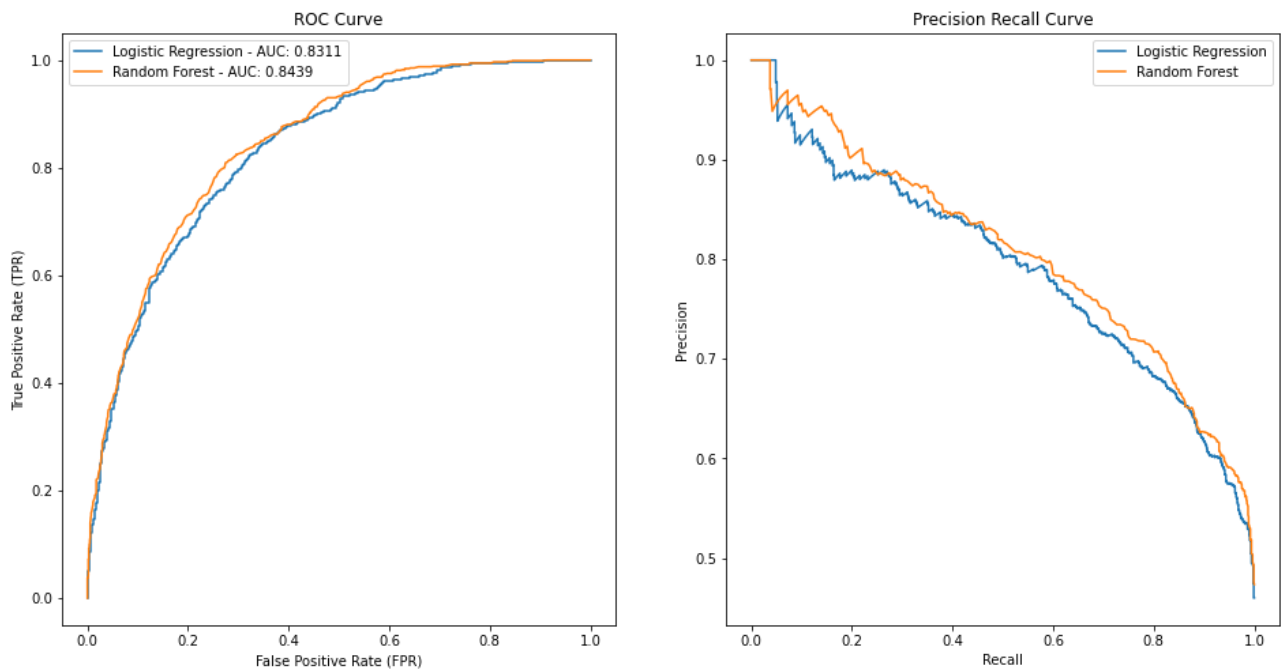 ROC Curve
Logistic Regression - AUC: 0.8311
Random Forest - AUC: 0.8439
True Positive Rate (TPR)
1.0
0.8
0.6
0.4
0.2
0.0
0.0 0.2 0.4 0.6 0.8 1.0
False Positive Rate (FPR)
Precision Recall Curve
Logistic Regression
Random Forest
Precision
1.0
0.9
0.8
0.7
0.6
0.5
0.0 0.2 0.4 0.6 0.8 1.0
Recall